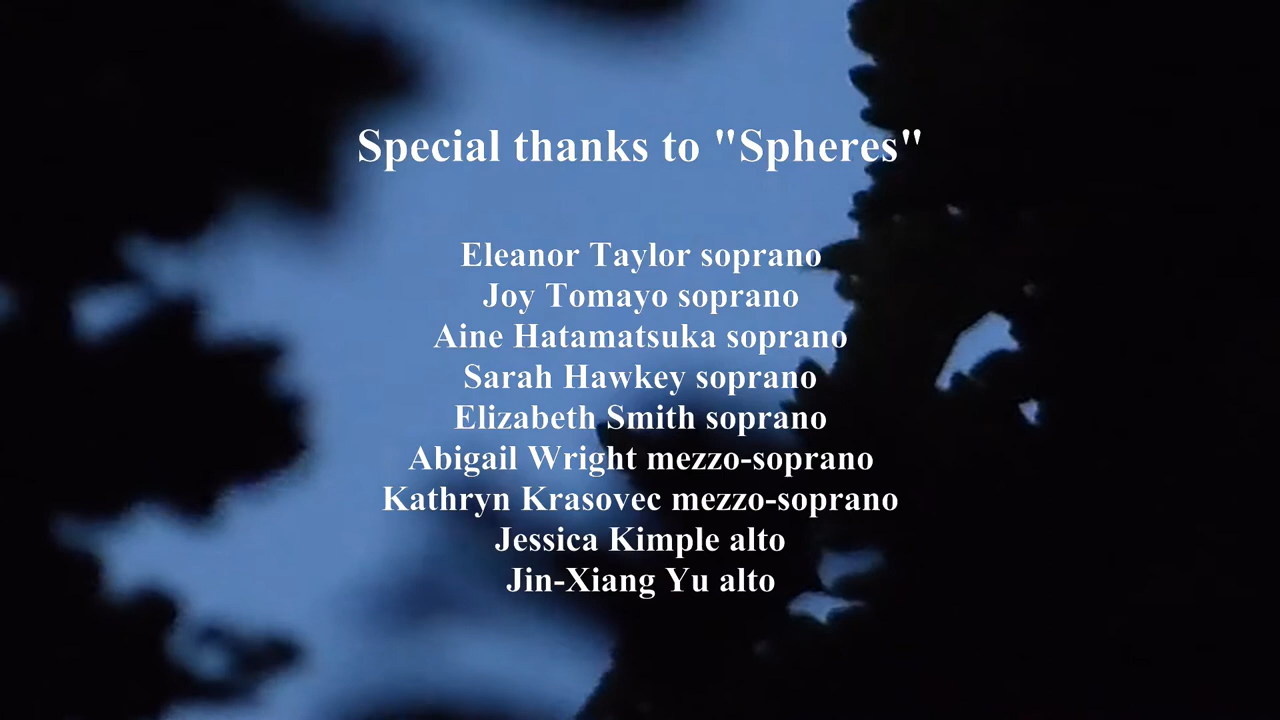 Special thanks to "Spheres"
Eleanor Taylor soprano
Joy Tomayo soprano
Aine Hatamatsuka soprano
Sarah Hawkey soprano
Elizabeth Smith soprano
Abigail Wright mezzo-soprano
Kathryn Krasovec mezzo-soprano
Jessica Kimple alto
Jin-Xiang Yu alto